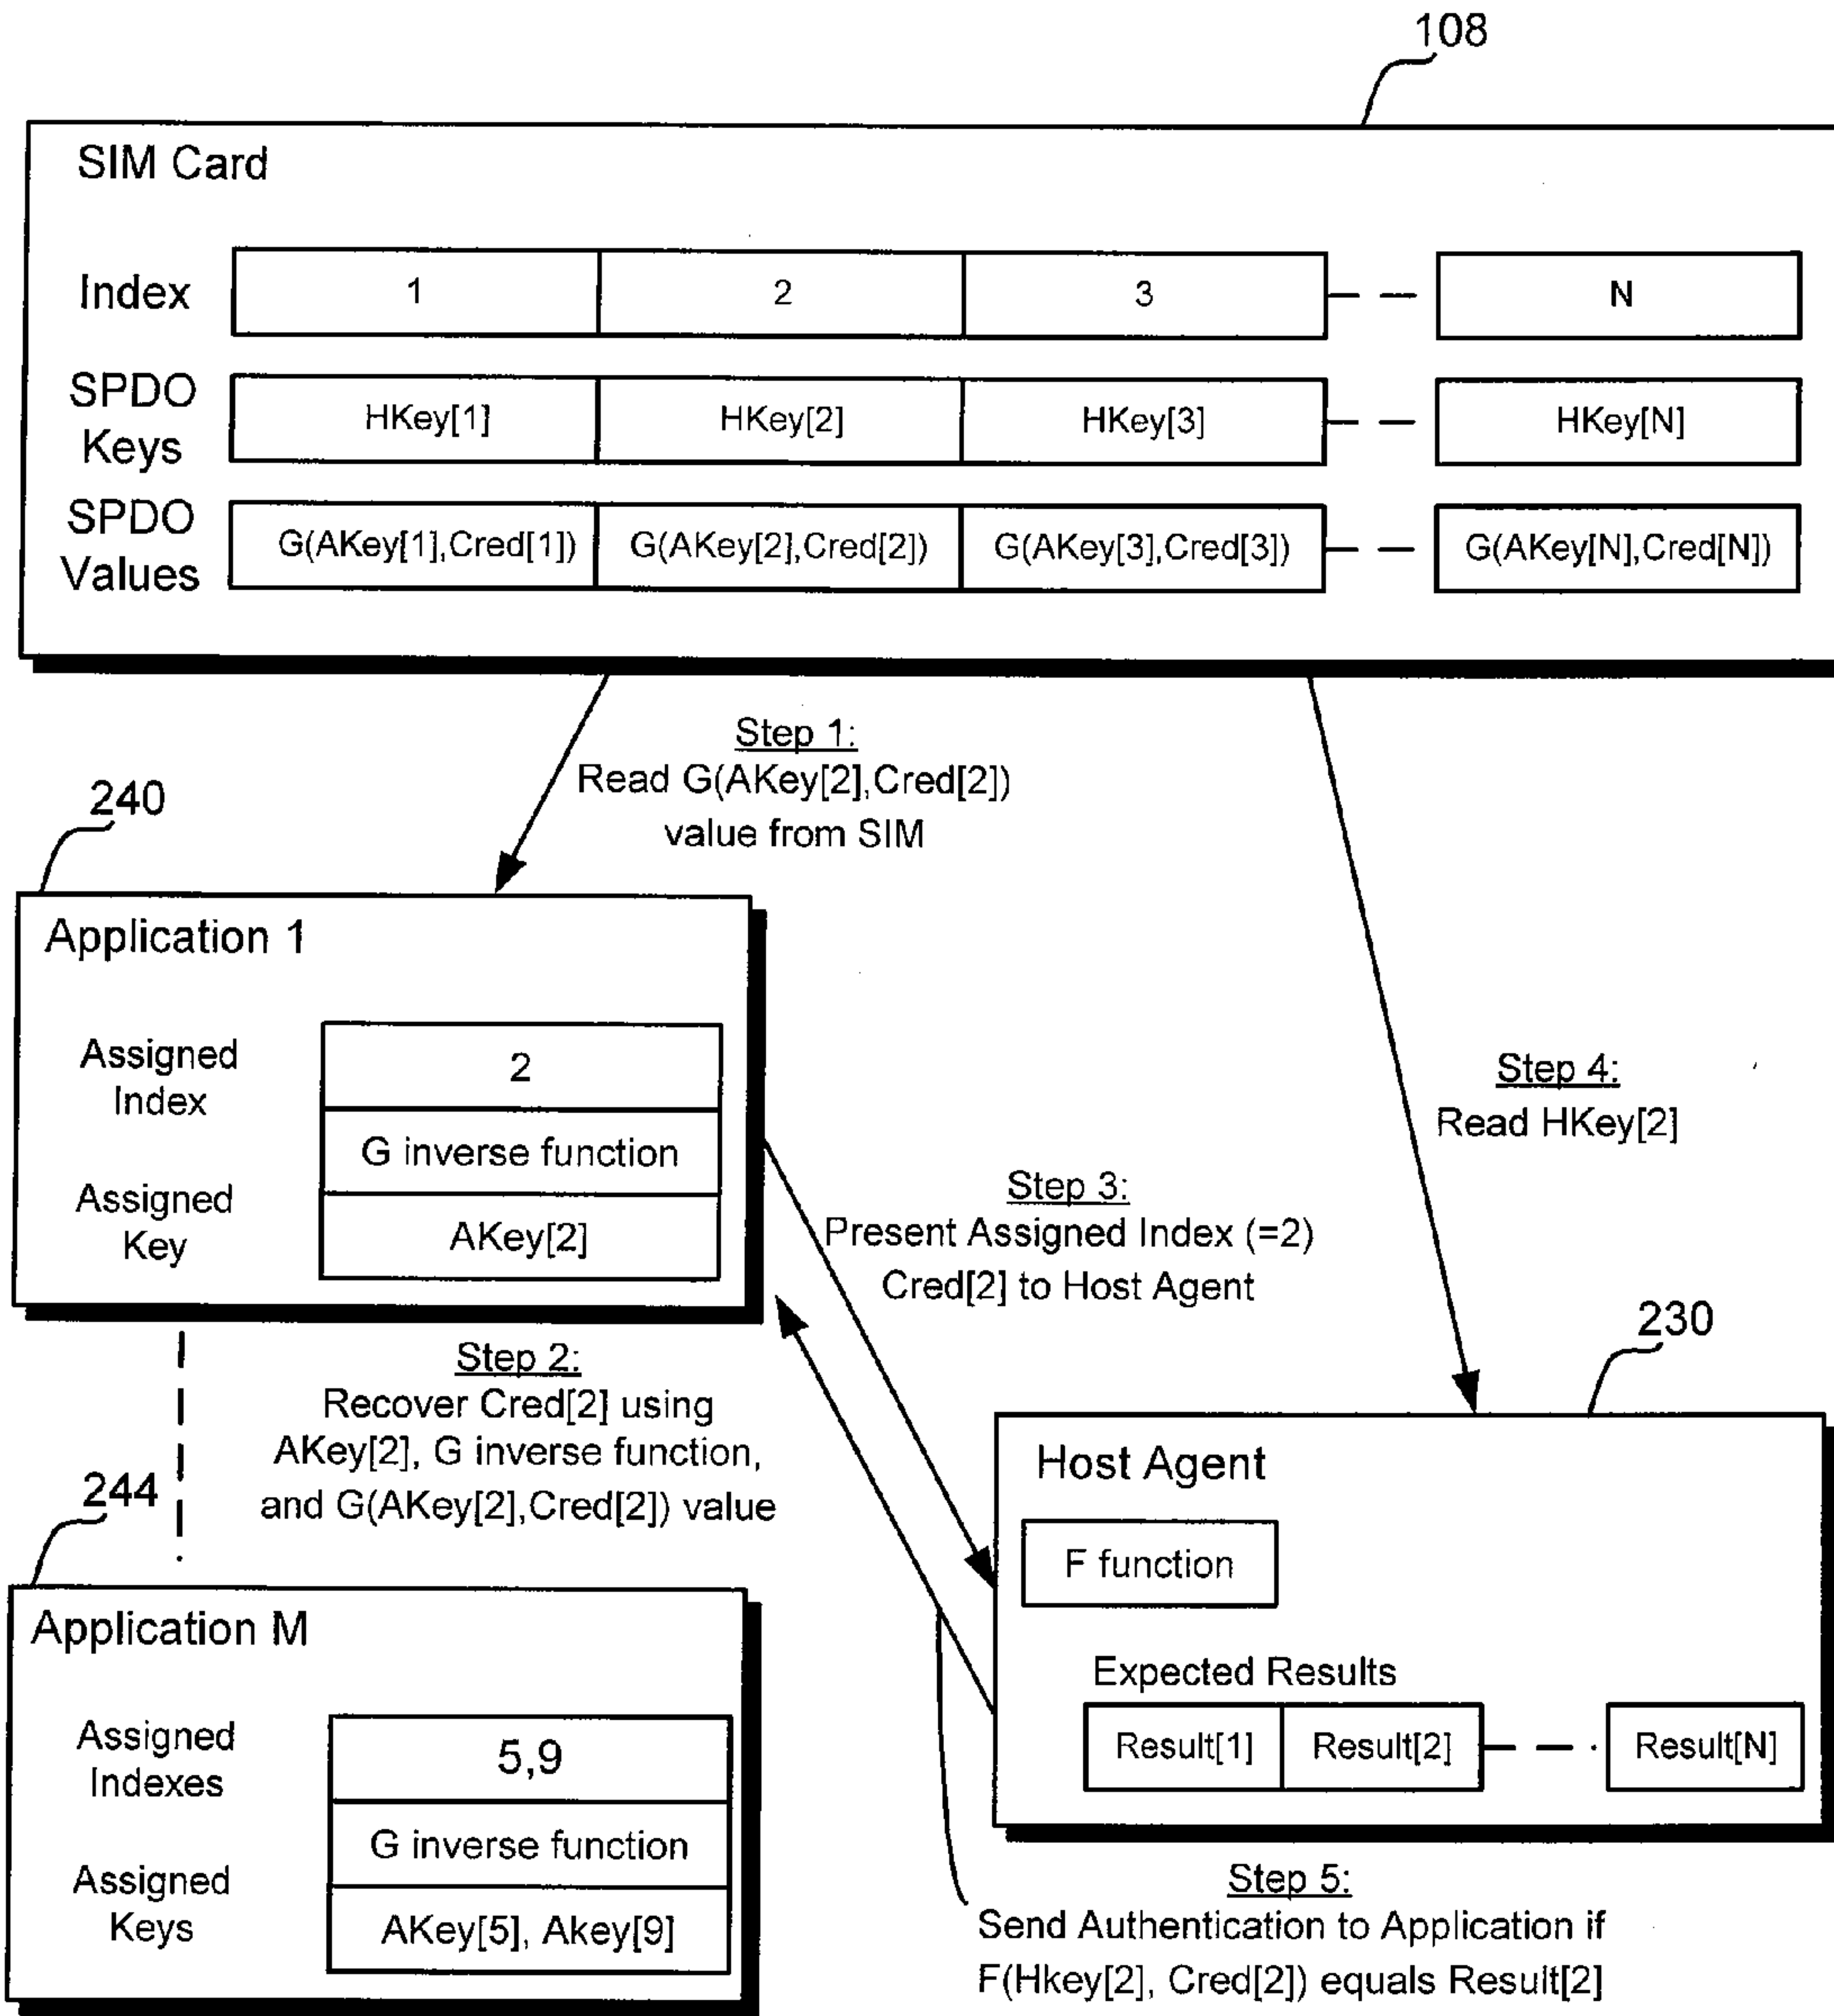 108
SIM Card
Index 1 2 3 N
SPDO Keys HKey[1] HKey[2] HKey[3] HKey[N]
SPDO Values G(AKey[1],Cred[1]) G(AKey[2],Cred[2]) G(AKey[3],Cred[3]) G(AKey[N],Cred[N])
Step 1:
Read G(AKey[2],Cred[2])
value from SIM
240
Application 1
Assigned
Index
2
G inverse function
Assigned
Key
AKey[2]
Step 4:
Read HKey[2]
Step 3:
Present Assigned Index (=2)
Cred[2] to Host Agent
Step 2:
Recover Cred[2] using
AKey[2], G inverse function,
and G(AKey[2],Cred[2]) value
230
Host Agent
F function
Expected Results
Result[1] Result[2] Result[N]
244
Application M
Assigned
Indexes
5,9
G inverse function
Assigned
Keys
AKey[5], Akey[9]
Step 5:
Send Authentication to Application if
F(Hkey[2], Cred[2]) equals Result[2]